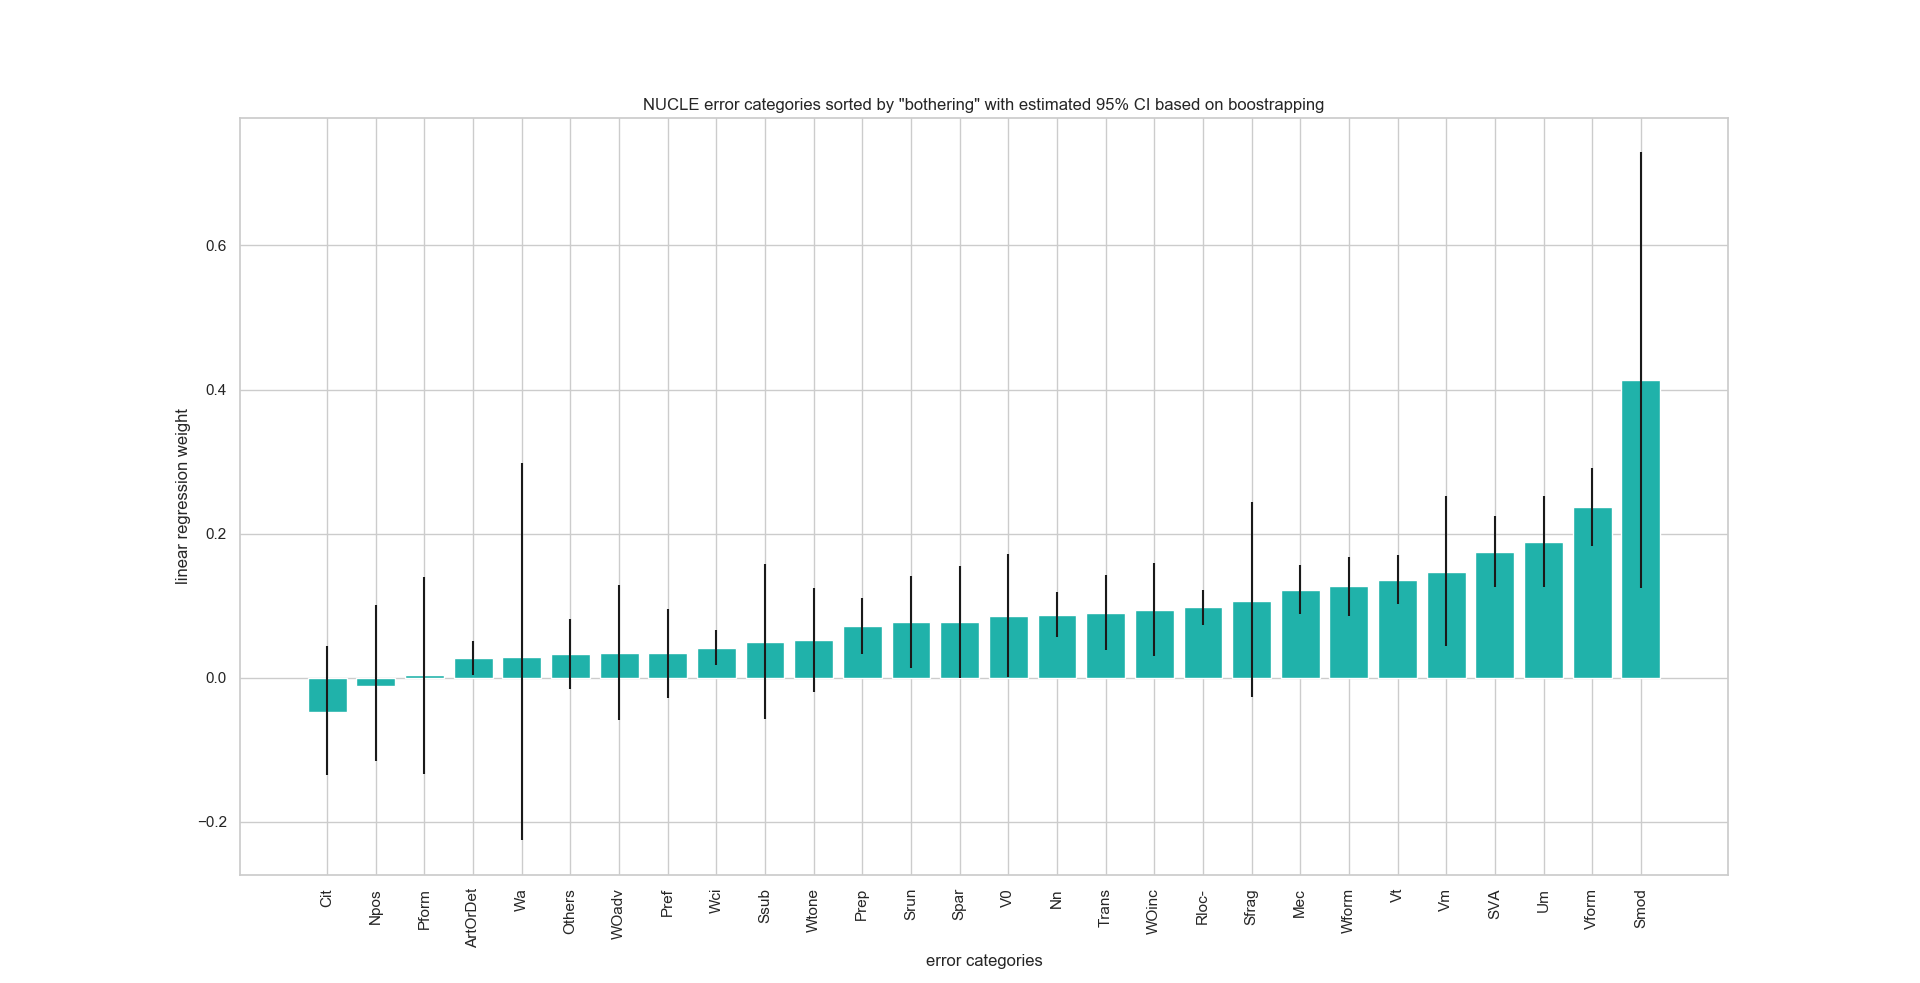 NUCLE error categories sorted by "bothering" with estimated 95% CI based on boostrapping
linear regression weight
0.6
0.4
0.2
0.0
−0.2
Cit
Npos
Pform
ArtOrDet
Wa
Others
WOadv
Pref
Wci
Ssub
Wtone
Prep
Srun
Spar
V0
Nn
Trans
WOinc
Rloc-
Sfrag
Mec
Wform
Vt
Vm
SVA
Um
Vform
Smod
error categories